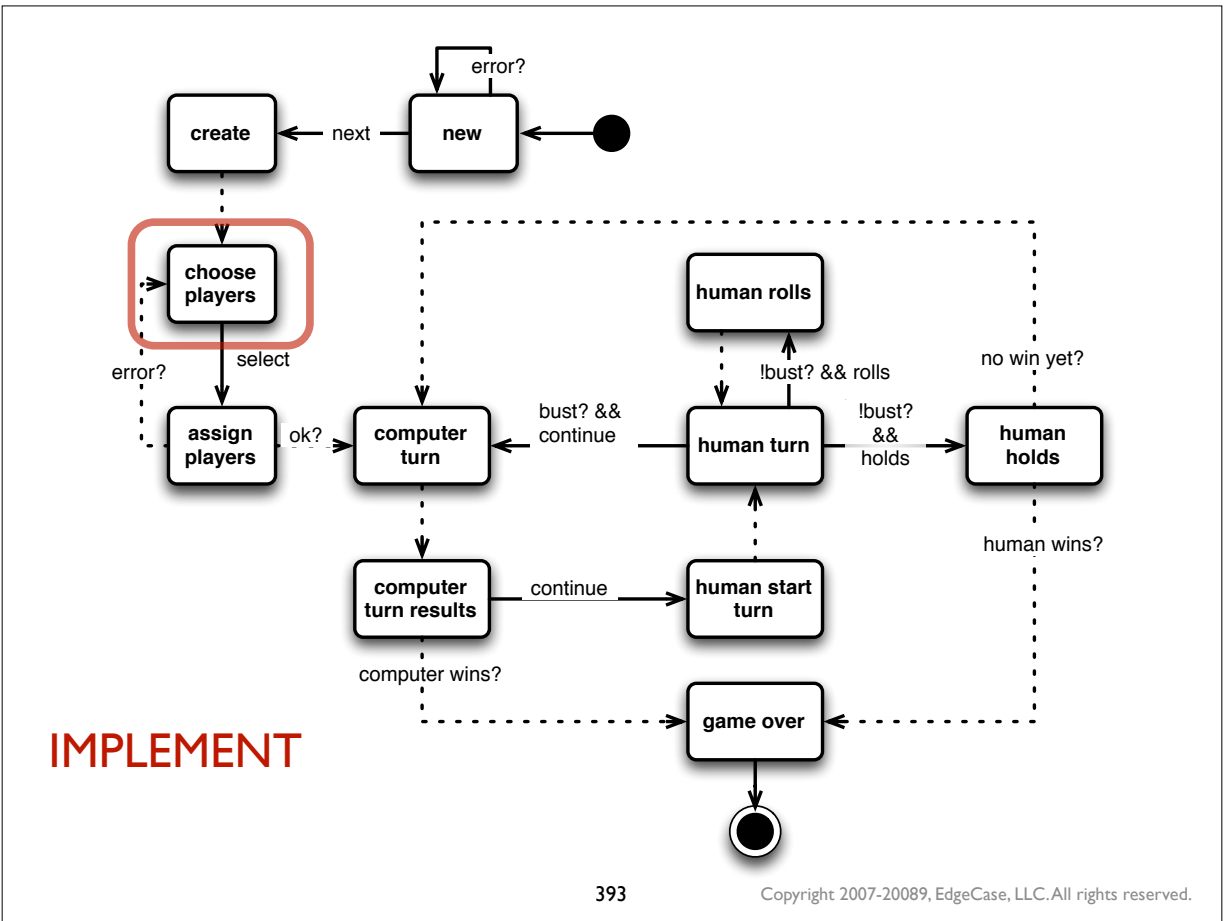 error?
create
next
new
choose
players
human rolls
error?
select
!bust? && rolls
no win yet?
assign
players
ok?
computer
turn
bust? &&
continue
human turn
!bust?
&&
holds
human
holds
human wins?
computer
turn results
continue
human start
turn
computer wins?
game over
IMPLEMENT
393
Copyright 2007-20089, EdgeCase, LLC. All rights reserved.